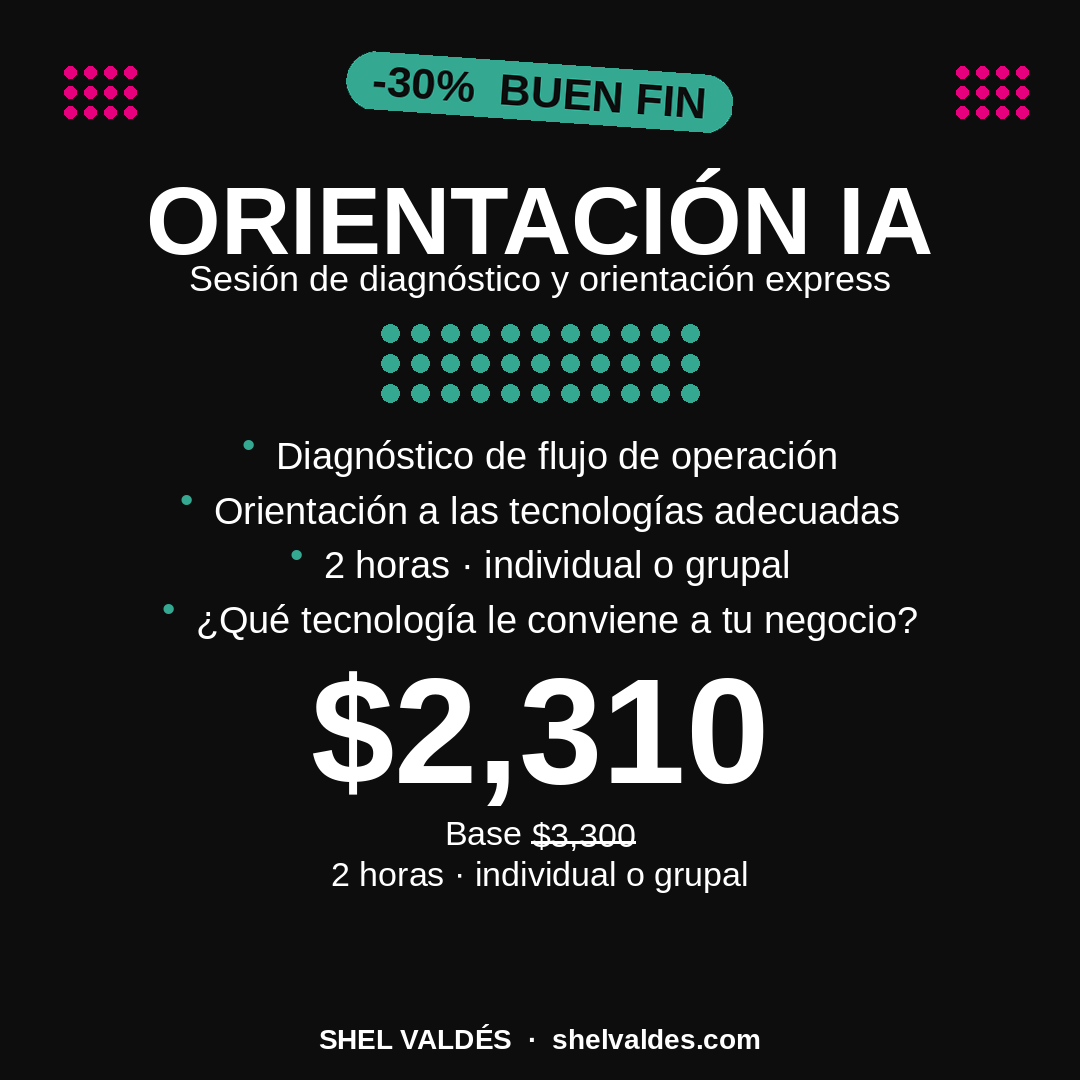 -30% BUEN FIN
ORIENTACIÓN IA
Sesión de diagnóstico y orientación express
• Diagnóstico de flujo de operación
• Orientación a las tecnologías adecuadas
• 2 horas · individual o grupal
• ¿Qué tecnología le conviene a tu negocio?
$2,310
Base $3,300
2 horas · individual o grupal
SHEL VALDÉS · shelvaldes.com